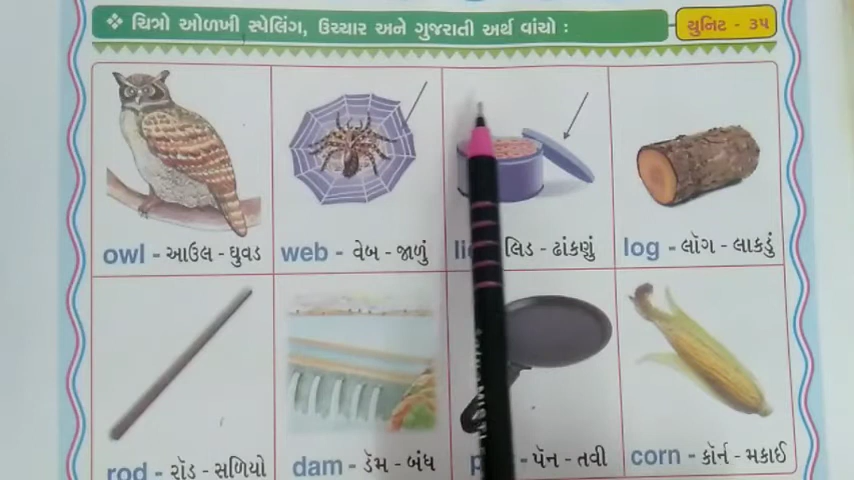 ❖ ચિત્રો ઓળખી સ્પેલિંગ, ઉચ્ચાર અને ગુજરાતી અર્થ વાંચો :
યુનિટ - ૩૫
owl - આઉલ - ઘુવડ
web - વેબ - જાળું
લિડ - ઢાંકણું
log - લૉગ - લાકડું
rod - રૉડ - સળિયો
dam - ડૅમ - બંધ
પૅન - તવી
corn - કૉર્ન - મકાઈ